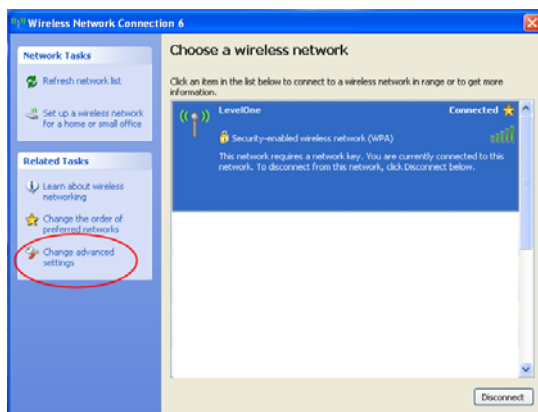 Wireless Network Connection 6
Network Tasks
Refresh network list
Set up a wireless network
for a home or small office
Related Tasks
Learn about wireless
networking
Change the order of
preferred networks
Change advanced
settings
Choose a wireless network
Click an item in the list below to connect to a wireless network in range or to get more
information.
LevelOne
Connected
Security-enabled wireless network (WPA)
This network requires a network key. You are currently connected to this
network. To disconnect from this network, click Disconnect below.
Disconnect